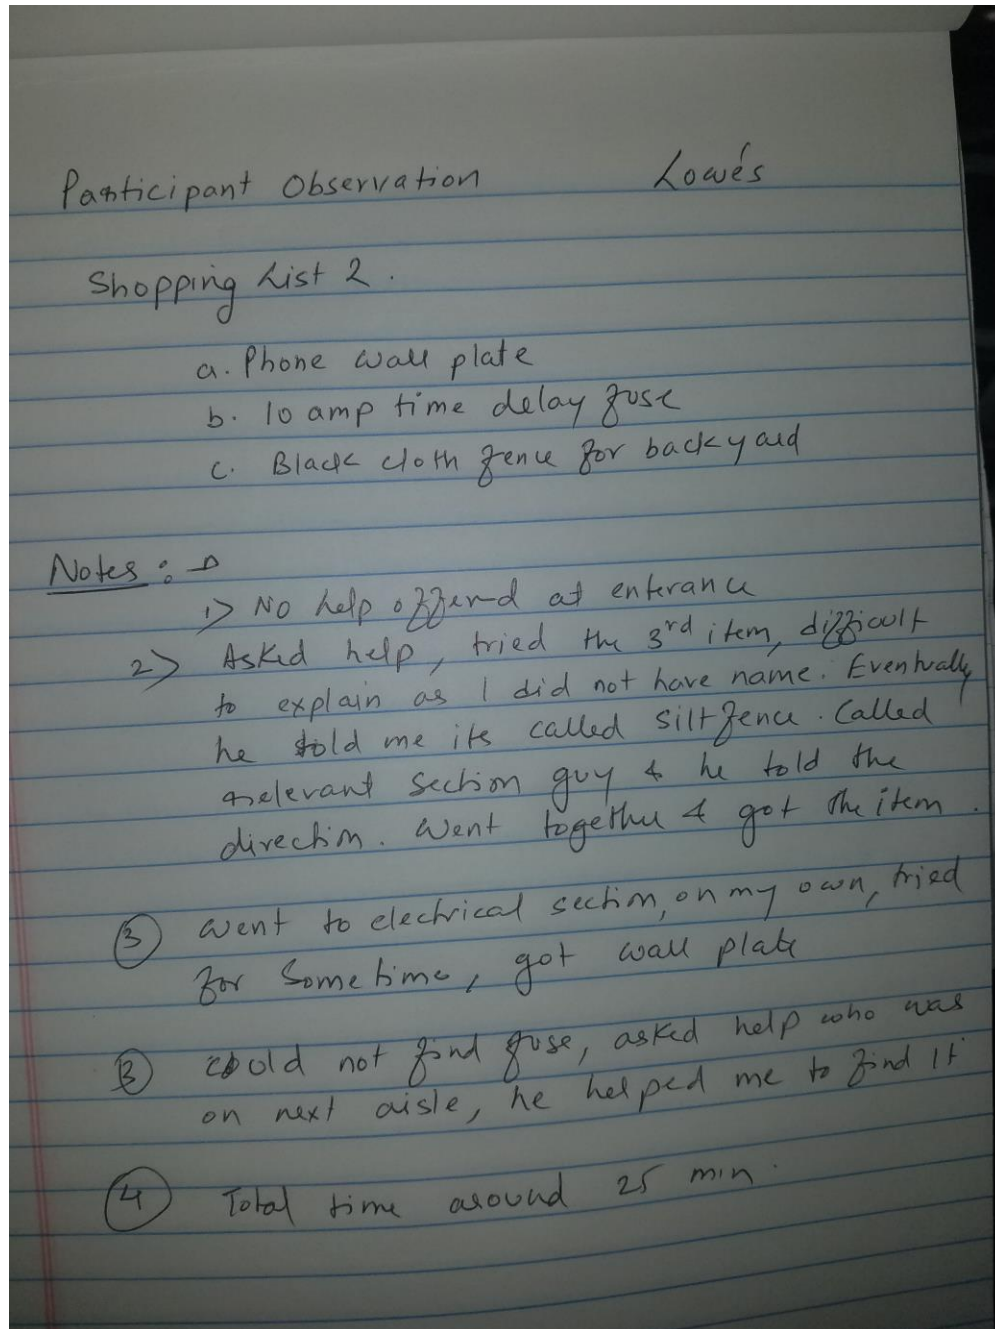 Participant Observation Lowe's
Shopping List 2.
a. Phone wall plate
b. 10 amp time delay fuse
c. Black cloth fence for backyard
Notes :
1> No help offered at enterance
2> Asked help, tried the 3rd item, difficult
to explain as I did not have name. Eventually
he told me its called silt fence. Called
relevant section guy & he told the
direction. Went together & got the item.
3 went to electrical section, on my own, tried
for sometime, got wall plate
3 could not find fuse, asked help who was
on next aisle, he helped me to find it
4 Total time around 25 min.